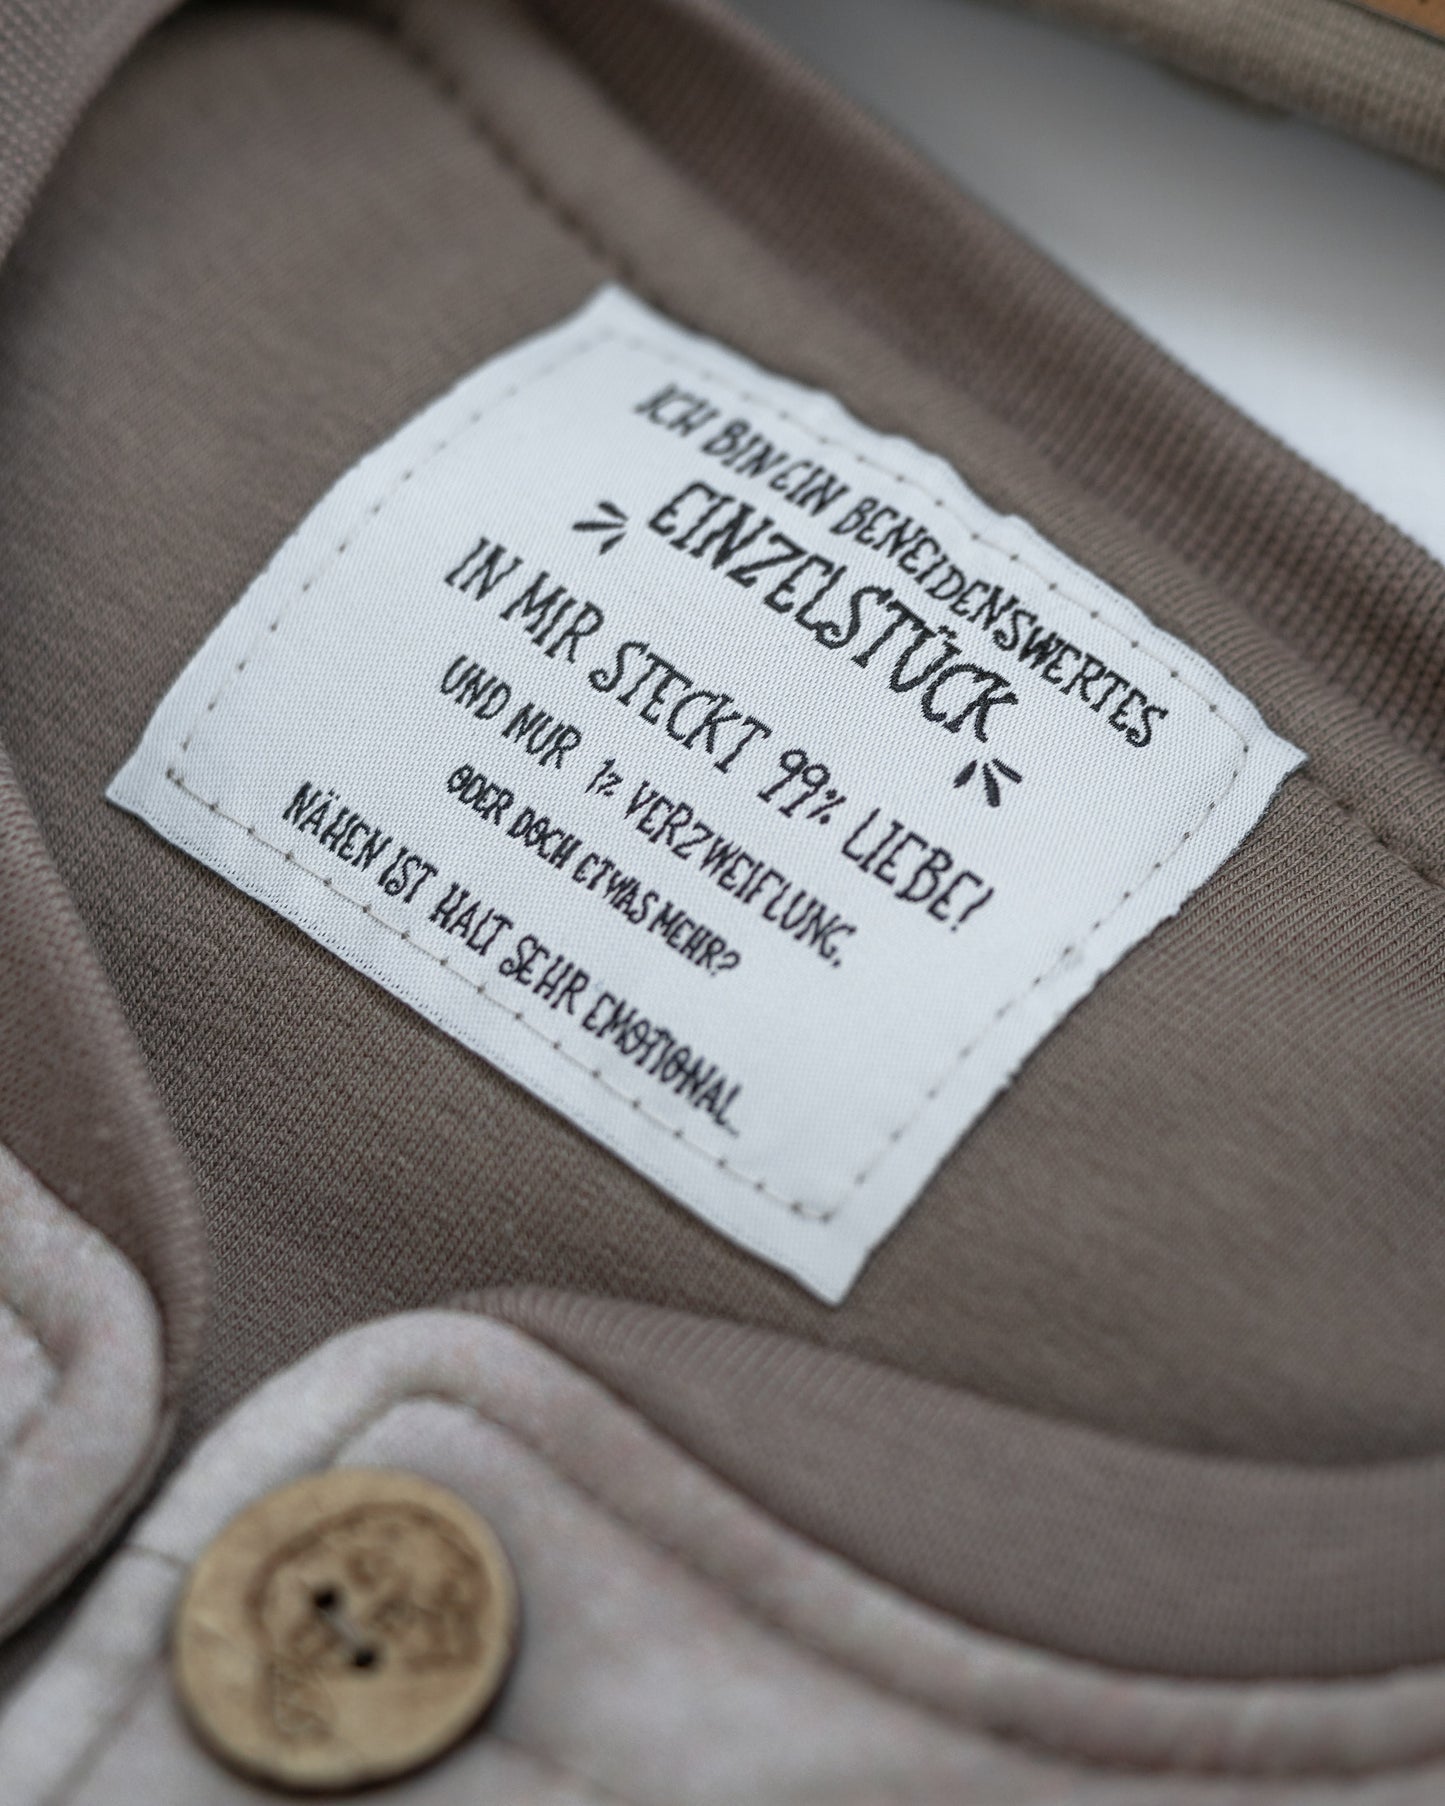 ICH BIN EIN BENEIDENSWERTES
EINZELSTÜCK
IN MIR STECKT 99% LIEBE!
UND NUR 1% VERZWEIFLUNG,
ODER DOCH ETWAS MEHR?
NÄHEN IST HALT SEHR EMOTIONAL...